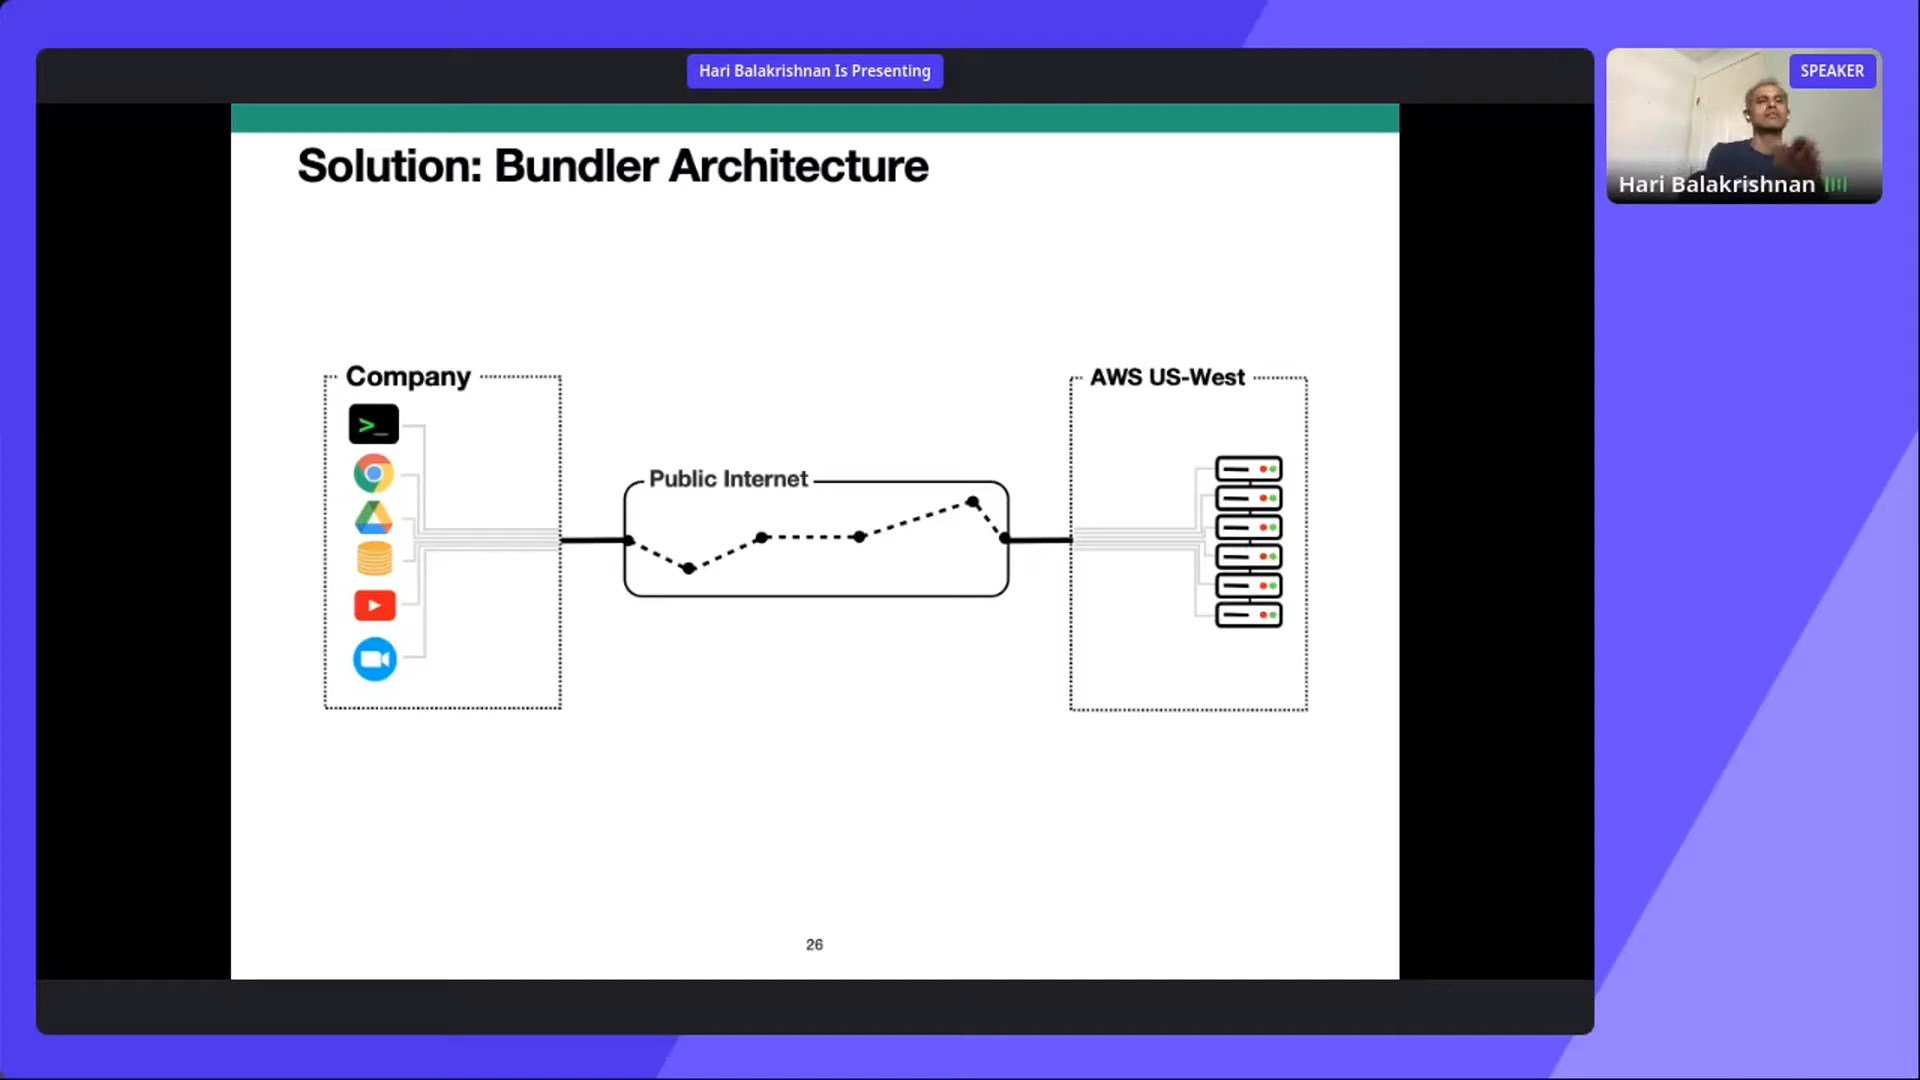 Hari Balakrishnan Is Presenting
SPEAKER
Hari Balakrishnan
Solution: Bundler Architecture
Company
AWS US-West
>_
Public Internet
26